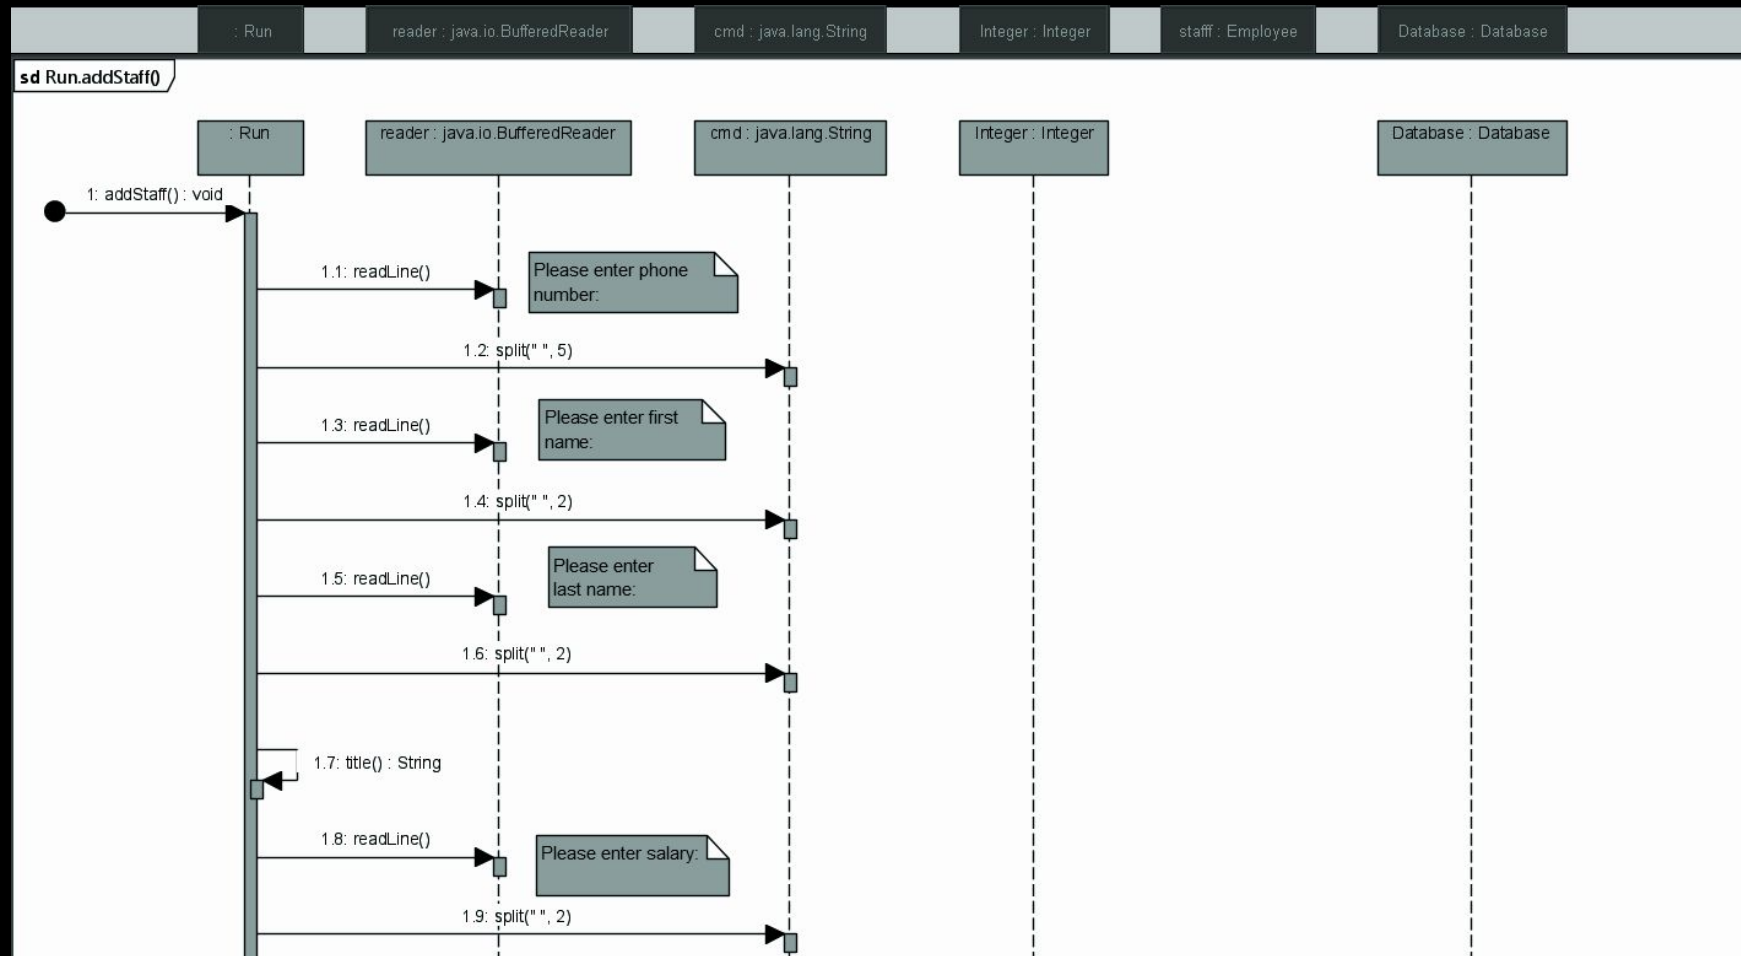 : Run
reader : java.io.BufferedReader
cmd : java.lang.String
Integer : Integer
stafff : Employee
Database : Database
sd Run.addStaff()
: Run
reader : java.io.BufferedReader
cmd : java.lang.String
Integer : Integer
Database : Database
1: addStaff() : void
1.1: readLine()
Please enter phone
number:
1.2: split(" ", 5)
1.3: readLine()
Please enter first
name:
1.4: split(" ", 2)
1.5: readLine()
Please enter
last name:
1.6: split(" ", 2)
1.7: title() : String
1.8: readLine()
Please enter salary:
1.9: split(" ", 2)